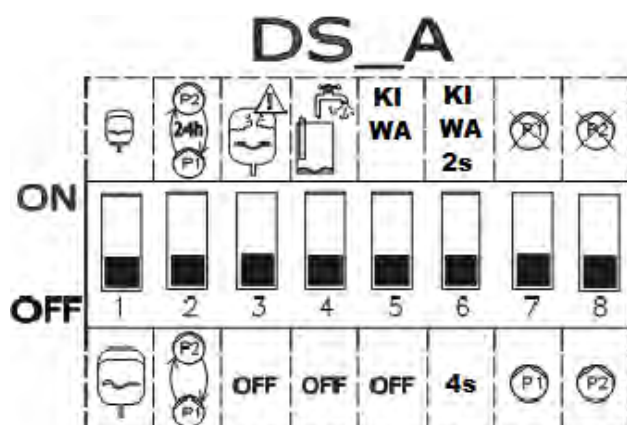 DS_A
P2 24h P1 KI WA KI WA 2s P1 P2
ON
OFF 1 2 3 4 5 6 7 8
P2 P1 OFF OFF OFF 4s P1 P2